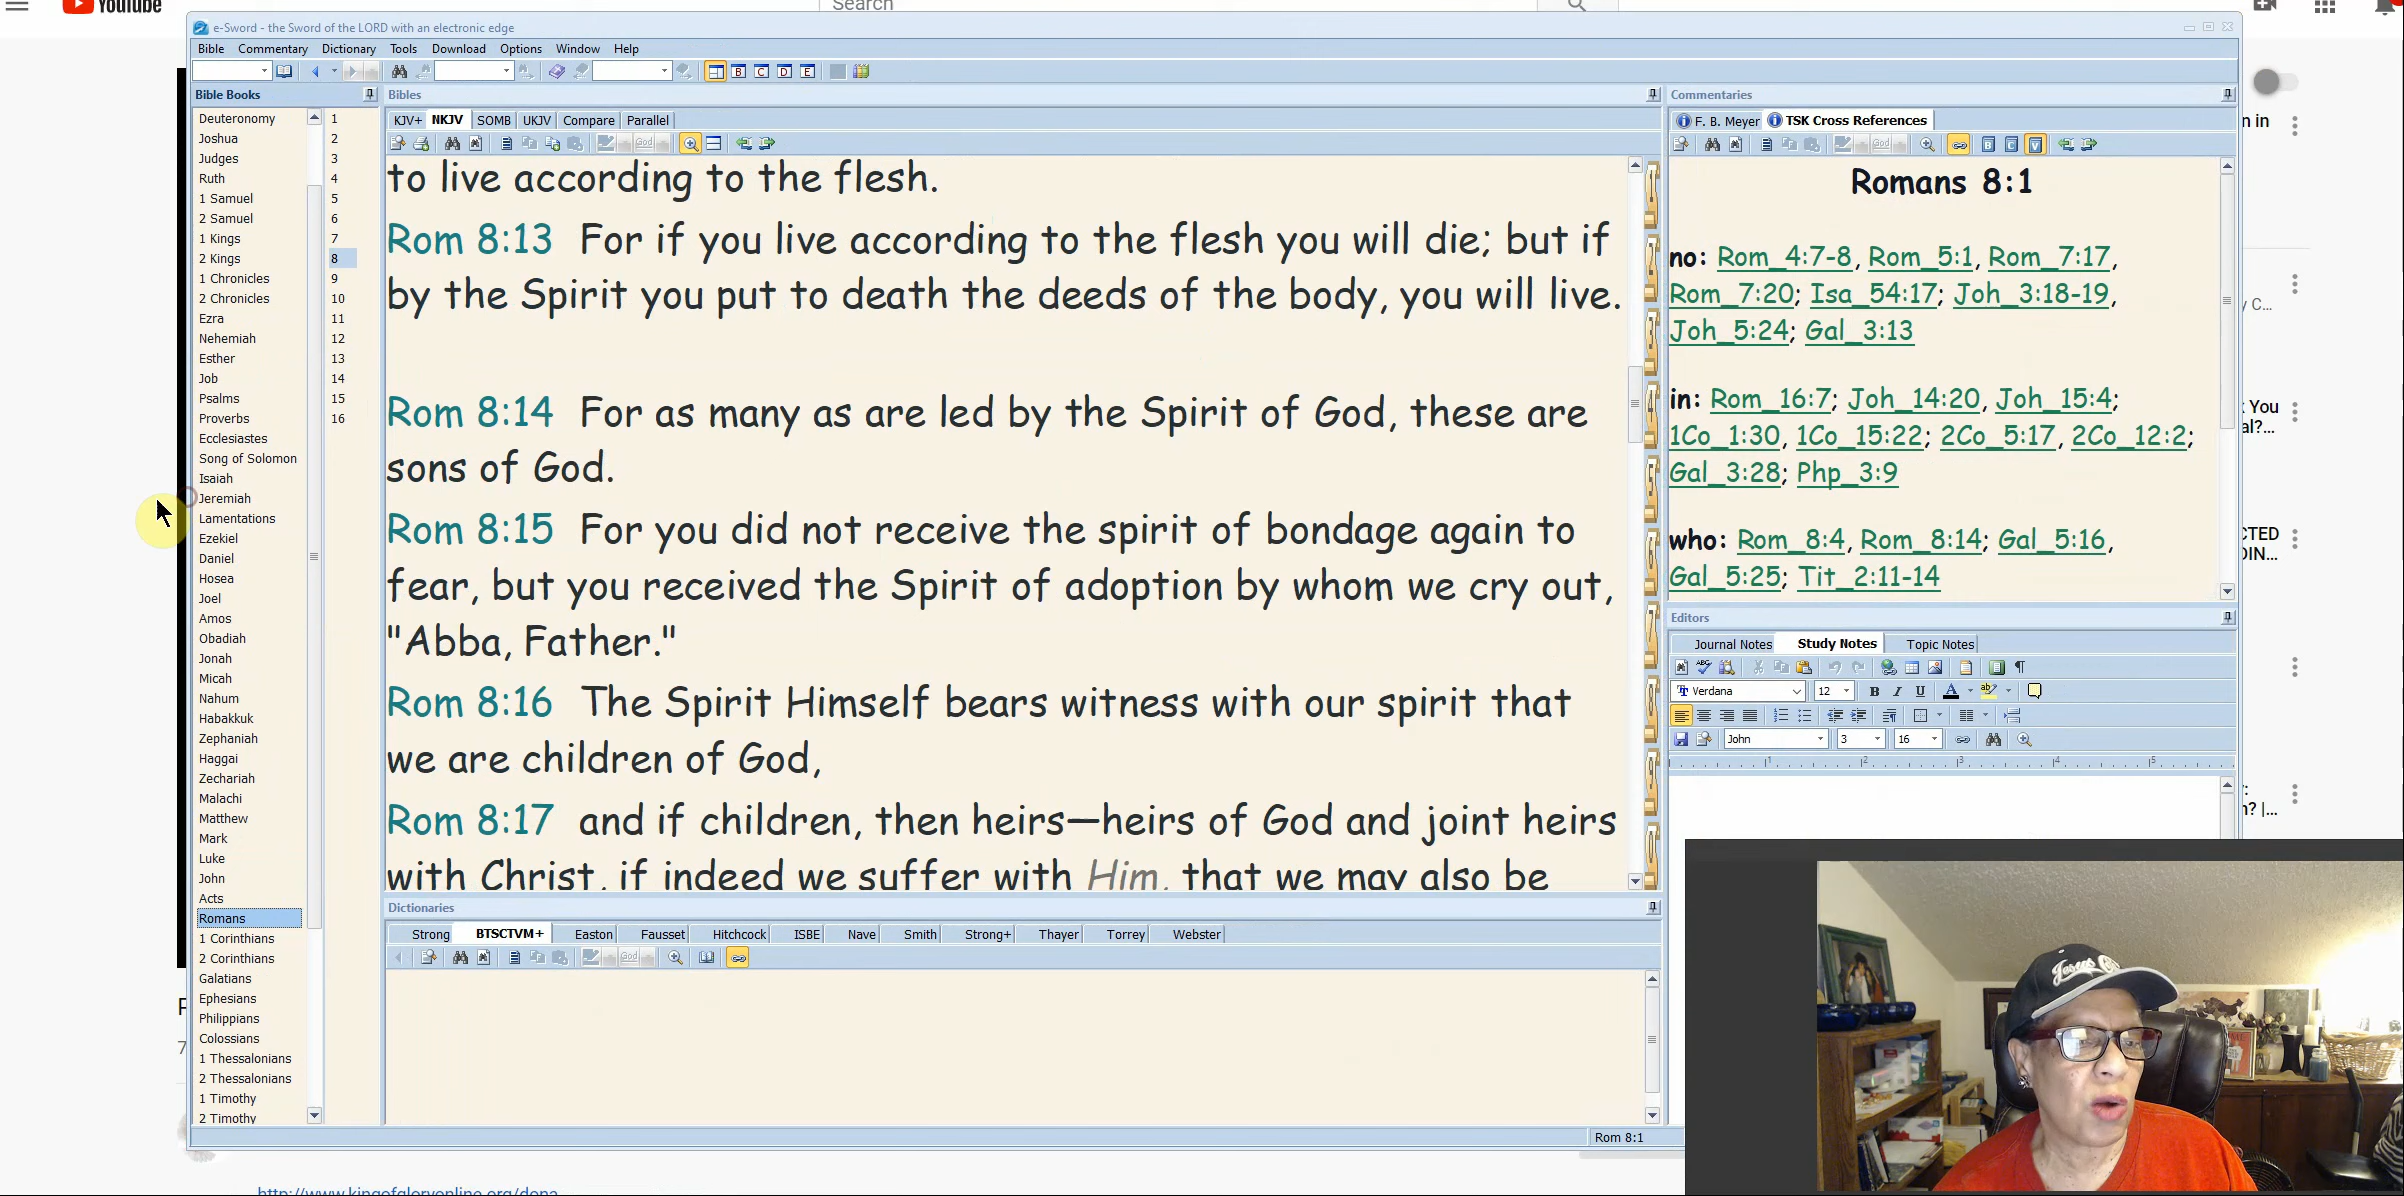 YouTube
Search
e-Sword - the Sword of the LORD with an electronic edge
Bible Commentary Dictionary Tools Download Options Window Help
B C D E
Bible Books
Deuteronomy
Joshua
Judges
Ruth
1 Samuel
2 Samuel
1 Kings
2 Kings
1 Chronicles
2 Chronicles
Ezra
Nehemiah
Esther
Job
Psalms
Proverbs
Ecclesiastes
Song of Solomon
Isaiah
Jeremiah
Lamentations
Ezekiel
Daniel
Hosea
Joel
Amos
Obadiah
Jonah
Micah
Nahum
Habakkuk
Zephaniah
Haggai
Zechariah
Malachi
Matthew
Mark
Luke
John
Acts
Romans
1 Corinthians
2 Corinthians
Galatians
Ephesians
Philippians
Colossians
1 Thessalonians
2 Thessalonians
1 Timothy
2 Timothy
1
2
3
4
5
6
7
8
9
10
11
12
13
14
15
16
Bibles
KJV+ NKJV SOMB UKJV Compare Parallel
to live according to the flesh.
Rom 8:13 For if you live according to the flesh you will die; but if
by the Spirit you put to death the deeds of the body, you will live.
Rom 8:14 For as many as are led by the Spirit of God, these are
sons of God.
Rom 8:15 For you did not receive the spirit of bondage again to
fear, but you received the Spirit of adoption by whom we cry out,
"Abba, Father."
Rom 8:16 The Spirit Himself bears witness with our spirit that
we are children of God,
Rom 8:17 and if children, then heirs—heirs of God and joint heirs
with Christ, if indeed we suffer with Him, that we may also be
Dictionaries
Strong BTSCTVM+ Easton Fausset Hitchcock ISBE Nave Smith Strong+ Thayer Torrey Webster
Rom 8:1
Commentaries
F. B. Meyer TSK Cross References
Romans 8:1
no: Rom_4:7-8, Rom_5:1, Rom_7:17,
Rom_7:20; Isa_54:17; Joh_3:18-19,
Joh_5:24; Gal_3:13
in: Rom_16:7; Joh_14:20, Joh_15:4;
1Co_1:30, 1Co_15:22; 2Co_5:17, 2Co_12:2;
Gal_3:28; Php_3:9
who: Rom_8:4, Rom_8:14; Gal_5:16,
Gal_5:25; Tit_2:11-14
Editors
Journal Notes Study Notes Topic Notes
Verdana 12 B I U A
John 3 16
1 2 3 4 5
n in
y C...
You
al?...
CTED
DIN...
n? |...
http://www.kingofgloryonline.org/dona